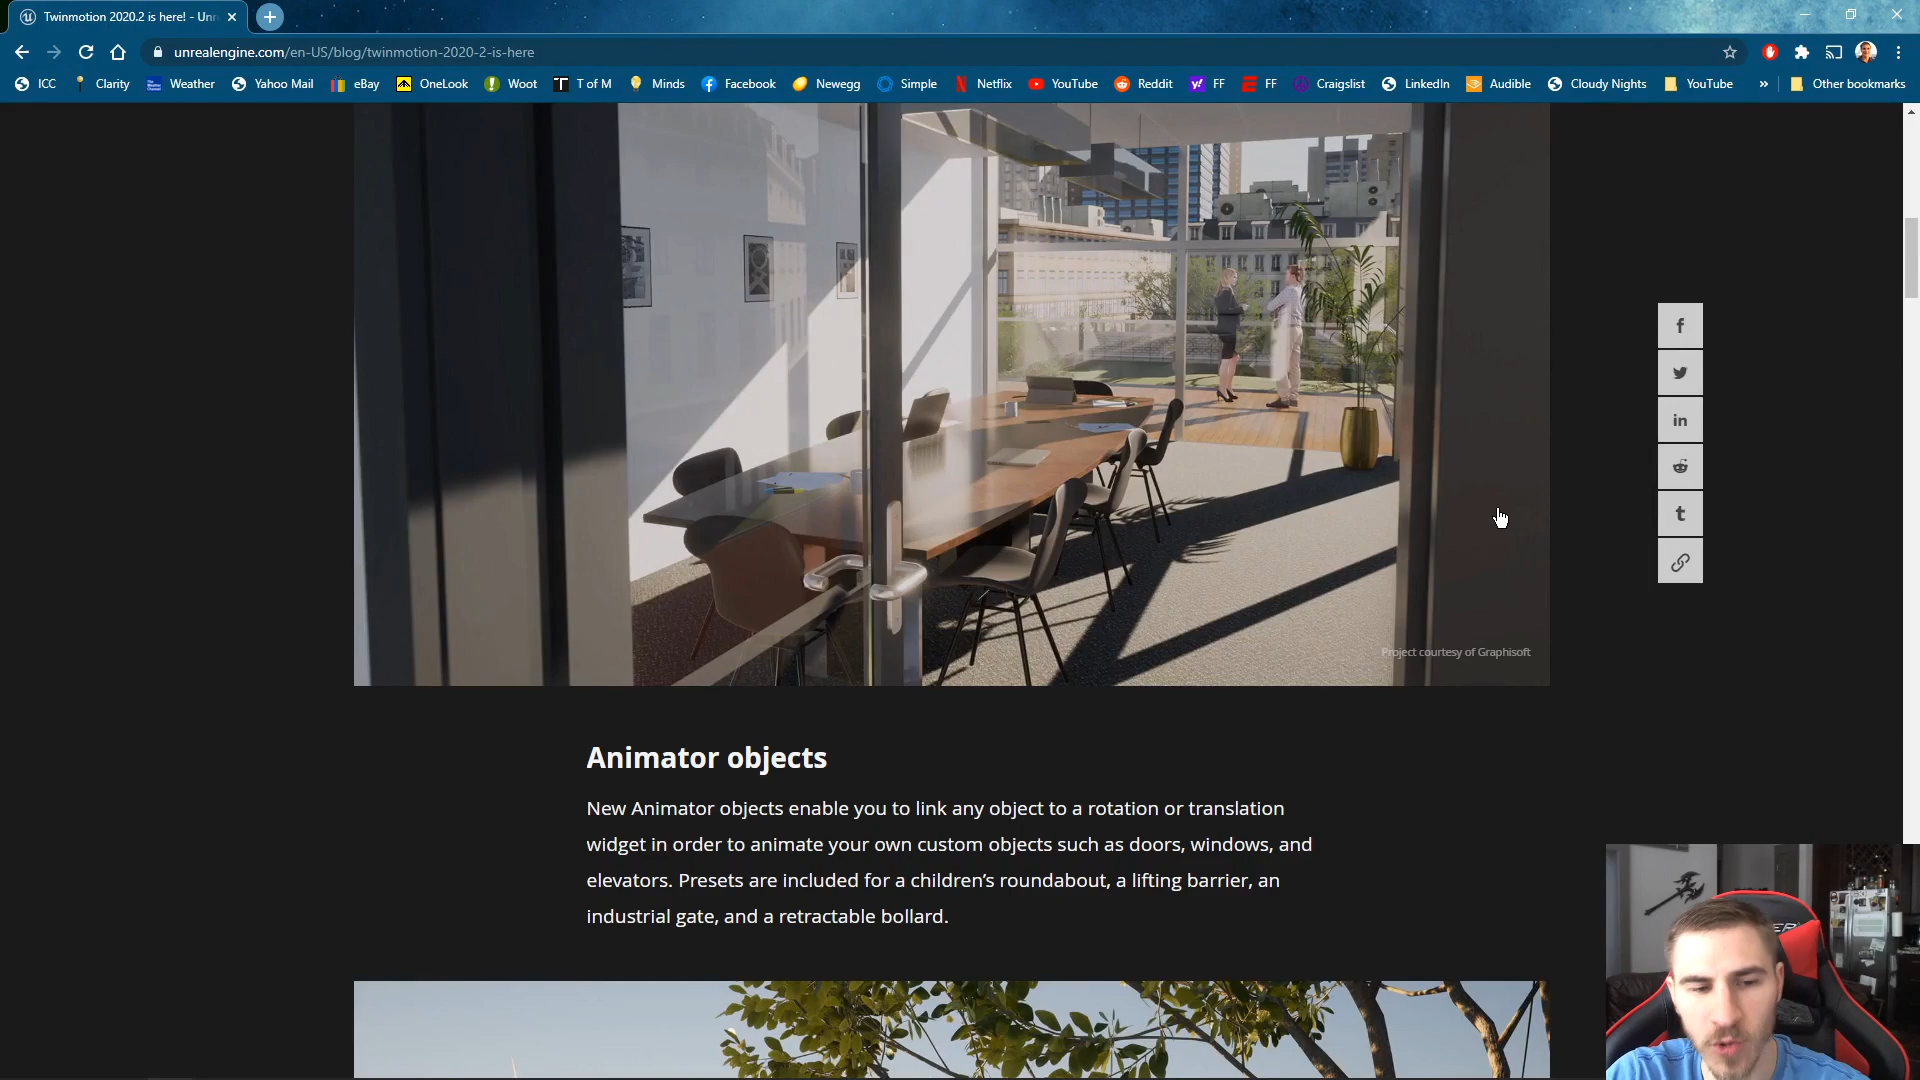 Twinmotion 2020.2 is here! - Unr
unrealengine.com/en-US/blog/twinmotion-2020-2-is-here
ICC Clarity Weather Yahoo Mail eBay OneLook Woot T of M Minds Facebook Newegg Simple Netflix YouTube Reddit FF FF Craigslist LinkedIn Audible Cloudy Nights YouTube » Other bookmarks
Project courtesy of Graphisoft
Animator objects
New Animator objects enable you to link any object to a rotation or translation
widget in order to animate your own custom objects such as doors, windows, and
elevators. Presets are included for a children’s roundabout, a lifting barrier, an
industrial gate, and a retractable bollard.